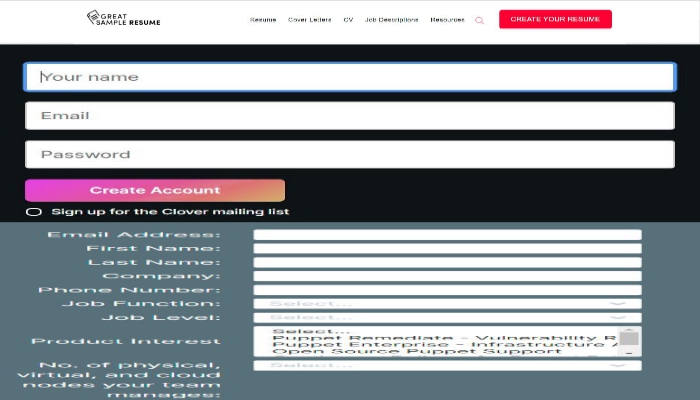 GREAT
SAMPLE RESUME
Resume Cover Letters CV Job Descriptions Resources CREATE YOUR RESUME
Your name
Email
Password
Create Account
Sign up for the Clover mailing list
Email Address:
First Name:
Last Name:
Company:
Phone Number:
Job Function: Select...
Job Level: Select...
Select...
Puppet Remediate - Vulnerability R
Product Interest
Puppet Enterprise - Infrastructure A
Open Source Puppet Support
No. of physical, Select...
virtual, and cloud
nodes your team
manages: